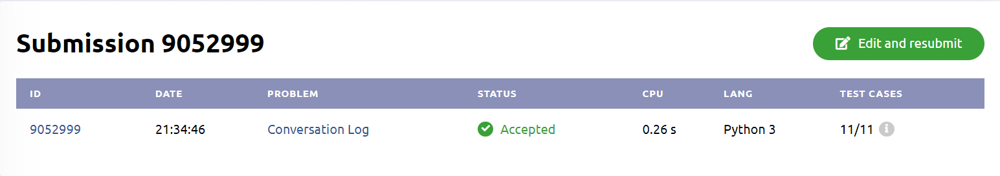 Submission 9052999
Edit and resubmit
ID DATE PROBLEM STATUS CPU LANG TEST CASES
9052999 21:34:46 Conversation Log Accepted 0.26 s Python 3 11/11